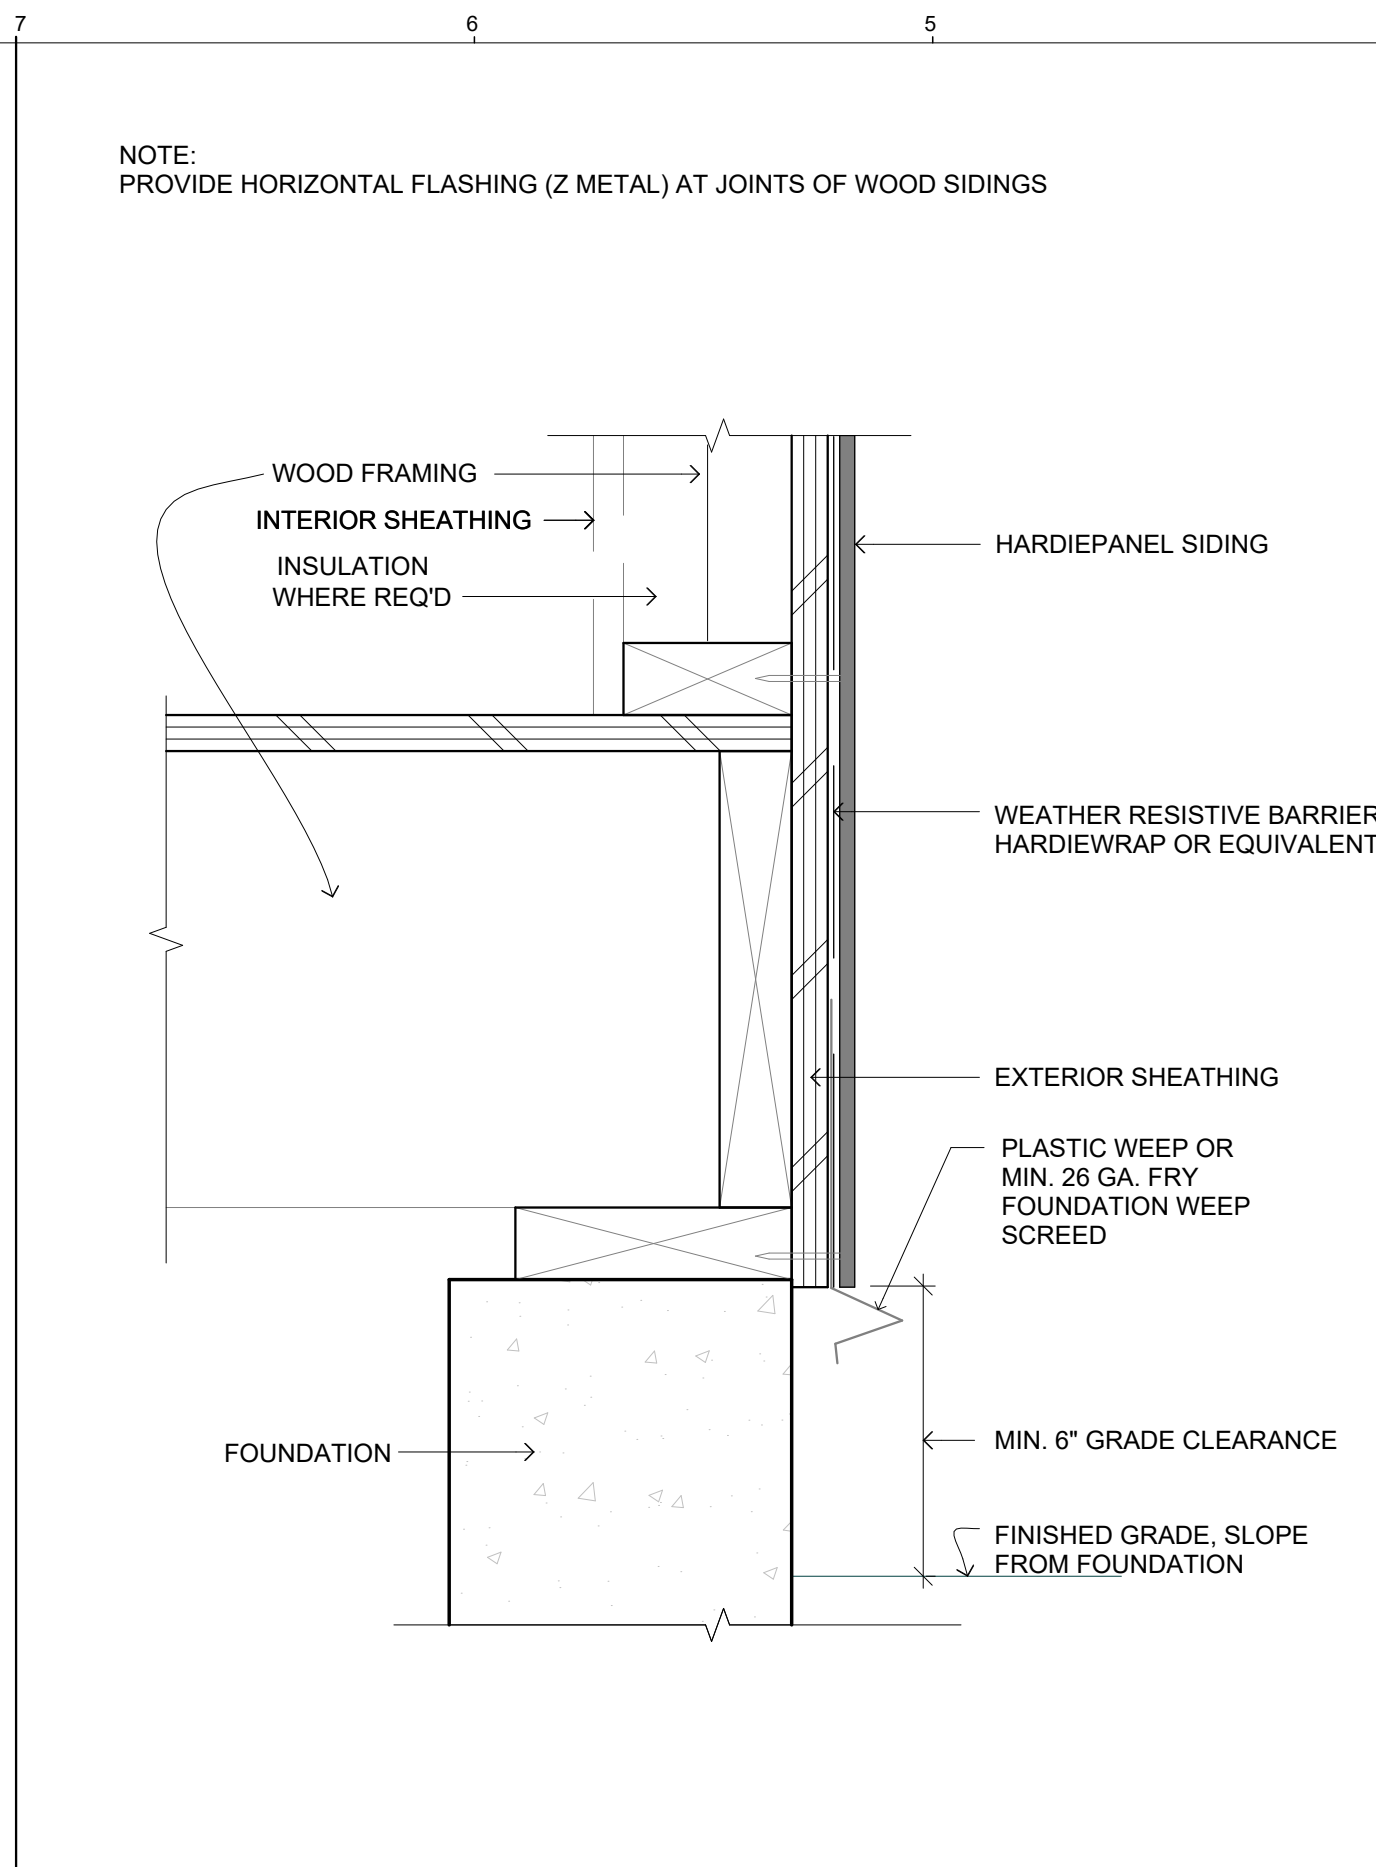 7
6
5
NOTE:
PROVIDE HORIZONTAL FLASHING (Z METAL) AT JOINTS OF WOOD SIDINGS
WOOD FRAMING
INTERIOR SHEATHING
INSULATION
WHERE REQ'D
HARDIEPANEL SIDING
WEATHER RESISTIVE BARRIER
HARDIEWRAP OR EQUIVALENT
EXTERIOR SHEATHING
PLASTIC WEEP OR
MIN. 26 GA. FRY
FOUNDATION WEEP
SCREED
FOUNDATION
MIN. 6" GRADE CLEARANCE
FINISHED GRADE, SLOPE
FROM FOUNDATION